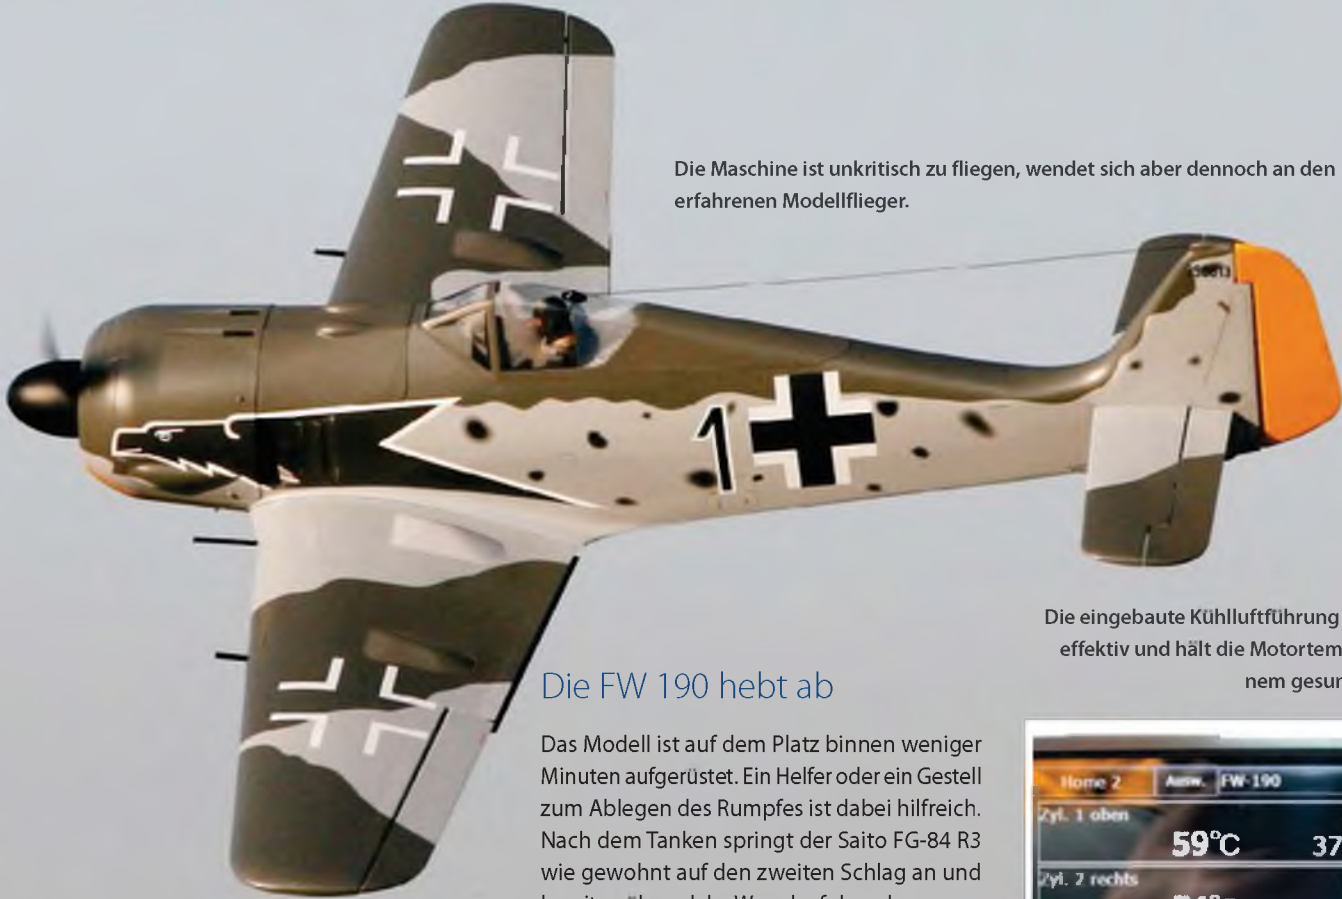 Die Maschine ist unkritisch zu fliegen, wendet sich aber dennoch an den
erfahrenen Modellflieger.
1
Die eingebaute Kühlluftführung
effektiv und hält die Motortem
nem gesun
Die FW 190 hebt ab
Das Modell ist auf dem Platz binnen weniger
Minuten aufgerüstet. Ein Helfer oder ein Gestell
zum Ablegen des Rumpfes ist dabei hilfreich.
Nach dem Tanken springt der Saito FG-84 R3
wie gewohnt auf den zweiten Schlag an und
Home 2 Ausw. FW-190
Zyl. 1 oben
59°C 37
Zyl. 2 rechts